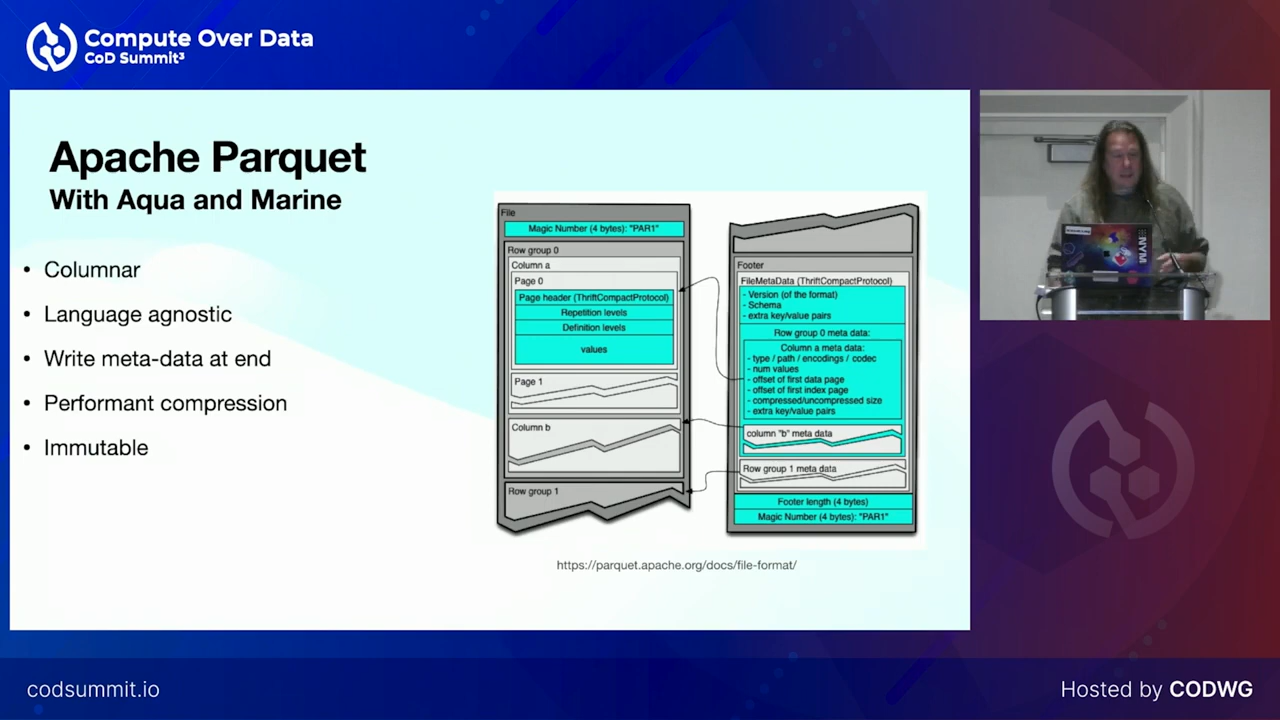 Compute Over Data
CoD Summit³
Apache Parquet
With Aqua and Marine
• Columnar
• Language agnostic
• Write meta-data at end
• Performant compression
• Immutable
File
Magic Number (4 bytes): "PAR1"
Row group 0
Column a
Page 0
Page header (ThriftCompactProtocol)
Repetition levels
Definition levels
values
Page 1
Column b
Row group 1
Footer
FileMetaData (ThriftCompactProtocol)
- Version (of the format)
- Schema
- extra key/value pairs
Row group 0 meta data:
Column a meta data:
- type / path / encodings / codec
- num values
- offset of first data page
- offset of first index page
- compressed/uncompressed size
- extra key/value pairs
column "b" meta data
Row group 1 meta data
Footer length (4 bytes)
Magic Number (4 bytes): "PAR1"
https://parquet.apache.org/docs/file-format/
NYM
codsummit.io
Hosted by CODWG